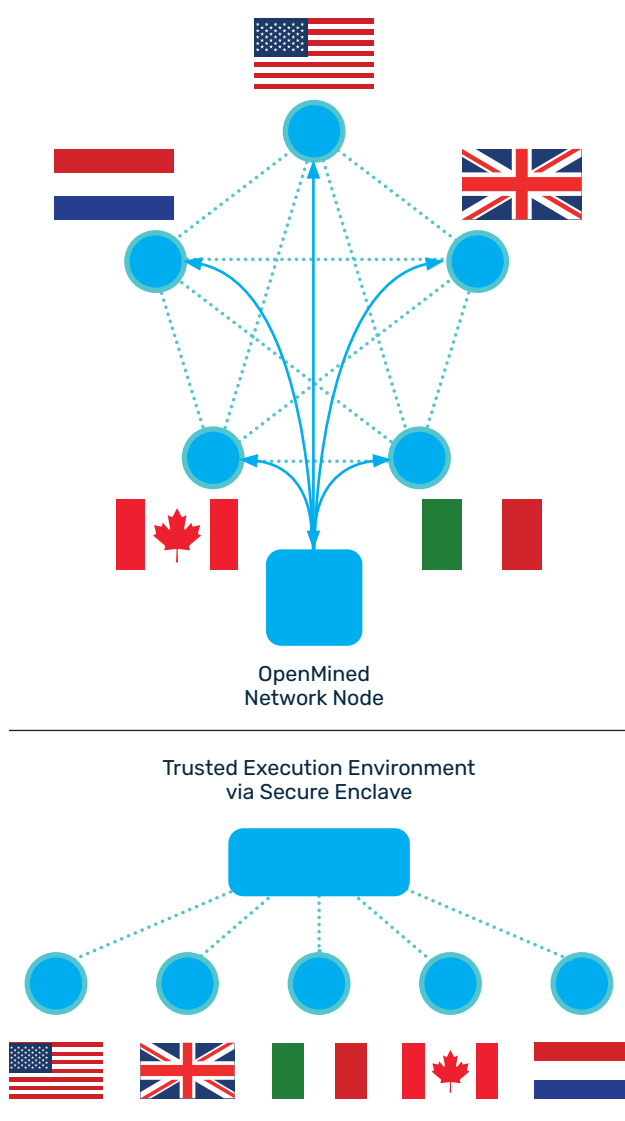 OpenMined
Network Node
Trusted Execution Environment
via Secure Enclave